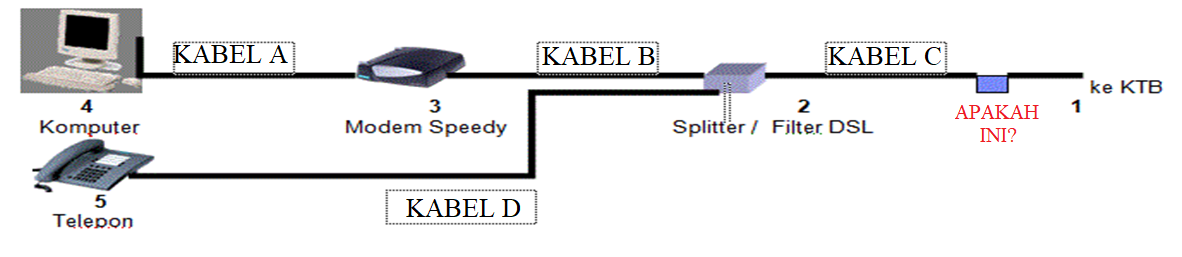 KABEL A
KABEL B
KABEL C
ke KTB
4
Komputer
3
Modem Speedy
2
Splitter / Filter DSL
APAKAH
INI?
1
5
Telepon
KABEL D